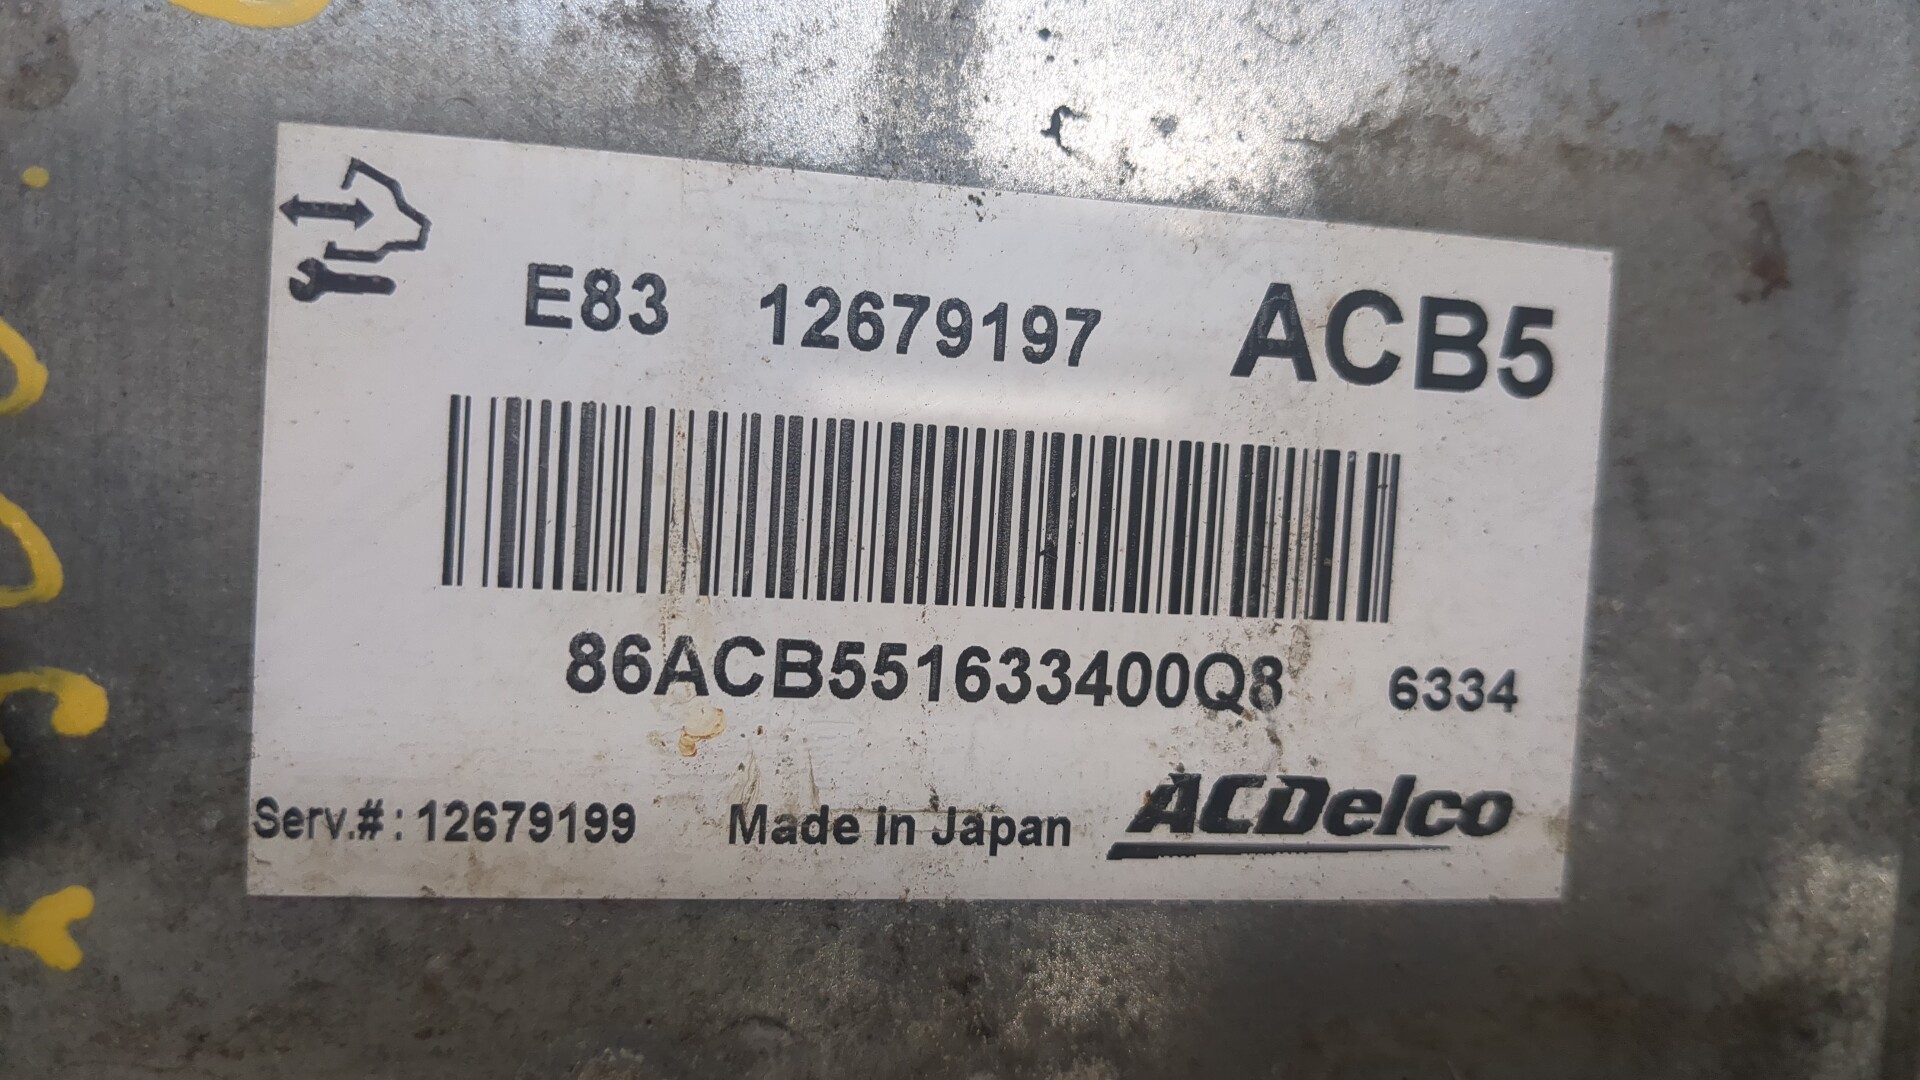 E83 12679197 ACB5
86ACB551633400Q8 6334
Serv.#: 12679199 Made in Japan ACDelco